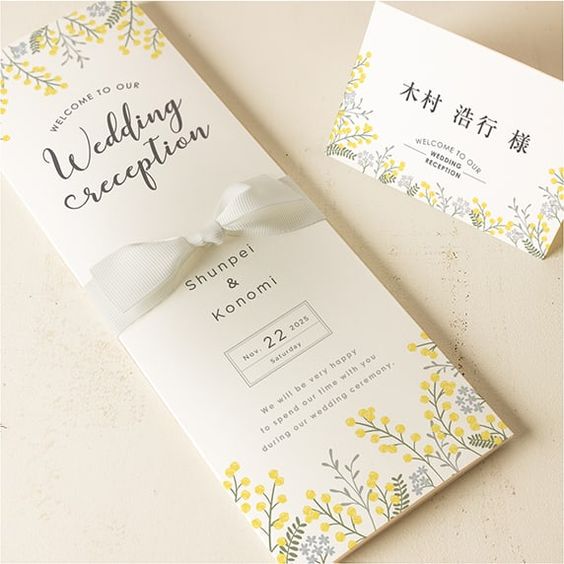 WELCOME TO OUR
Wedding
reception
Shunpei
&
Konomi
Nov. 22 2025
Saturday
We will be very happy
to spend our time with you
during our wedding ceremony.
木村 浩行 様
WELCOME TO OUR
WEDDING
RECEPTION